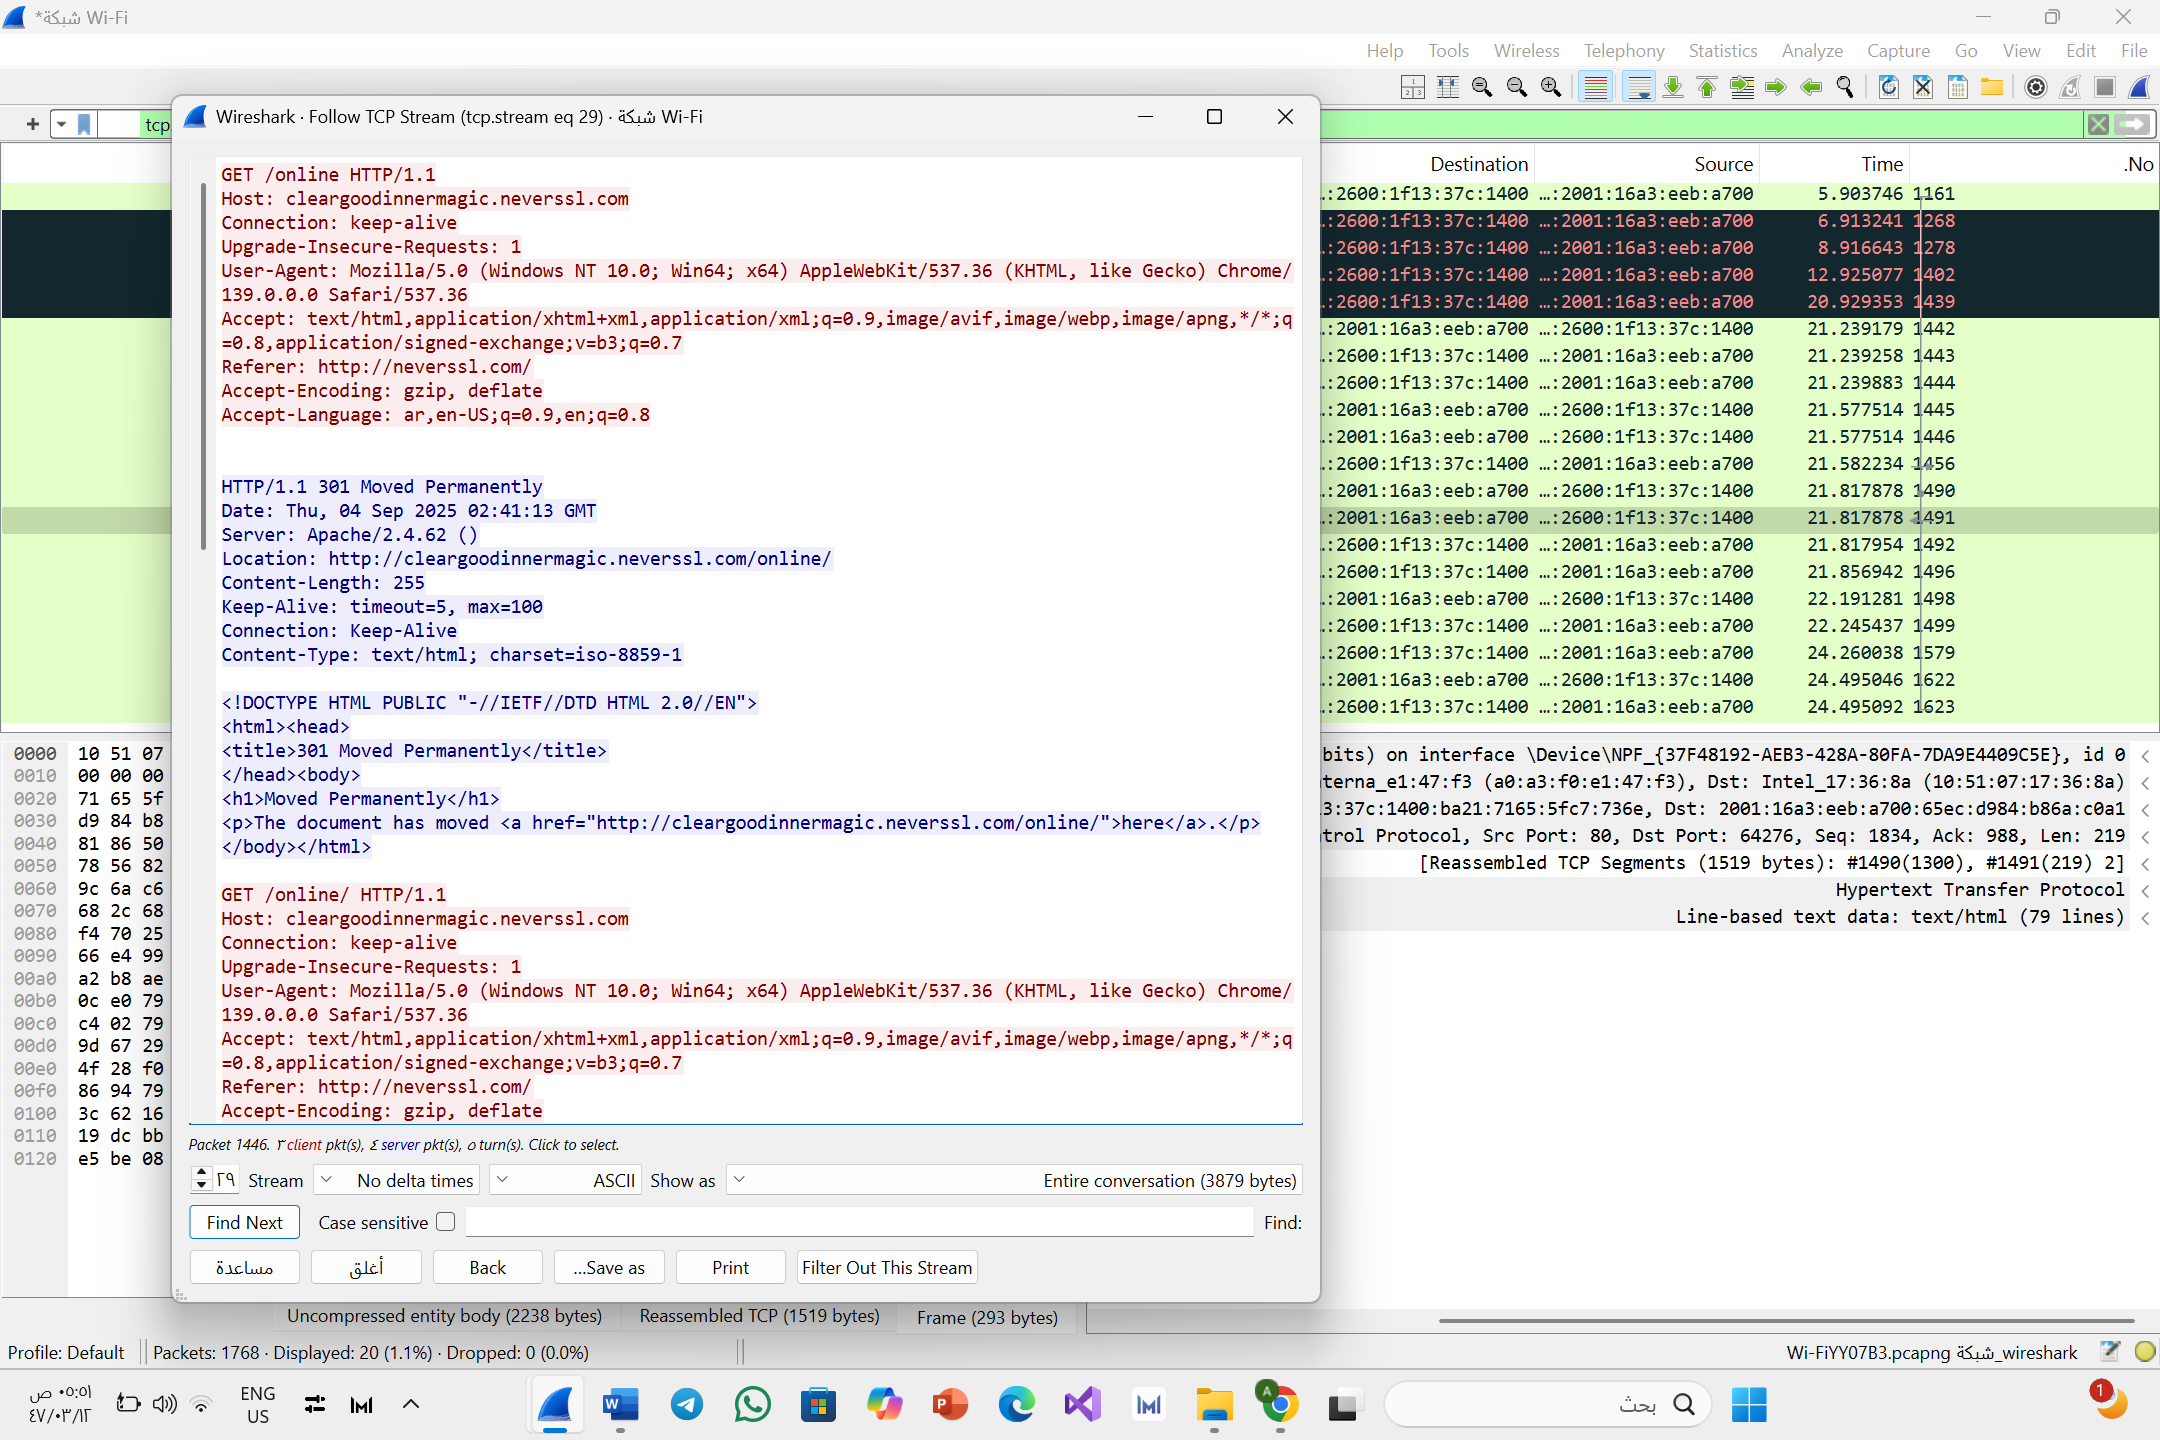 *شبكة Wi-Fi
Help Tools Wireless Telephony Statistics Analyze Capture Go View Edit File
tcp
Wireshark · Follow TCP Stream (tcp.stream eq 29) · شبكة Wi-Fi
GET /online HTTP/1.1
Host: cleargoodinnermagic.neverssl.com
Connection: keep-alive
Upgrade-Insecure-Requests: 1
User-Agent: Mozilla/5.0 (Windows NT 10.0; Win64; x64) AppleWebKit/537.36 (KHTML, like Gecko) Chrome/
139.0.0.0 Safari/537.36
Accept: text/html,application/xhtml+xml,application/xml;q=0.9,image/avif,image/webp,image/apng,*/*;q
=0.8,application/signed-exchange;v=b3;q=0.7
Referer: http://neverssl.com/
Accept-Encoding: gzip, deflate
Accept-Language: ar,en-US;q=0.9,en;q=0.8
HTTP/1.1 301 Moved Permanently
Date: Thu, 04 Sep 2025 02:41:13 GMT
Server: Apache/2.4.62 ()
Location: http://cleargoodinnermagic.neverssl.com/online/
Content-Length: 255
Keep-Alive: timeout=5, max=100
Connection: Keep-Alive
Content-Type: text/html; charset=iso-8859-1
<!DOCTYPE HTML PUBLIC "-//IETF//DTD HTML 2.0//EN">
<html><head>
<title>301 Moved Permanently</title>
</head><body>
<h1>Moved Permanently</h1>
<p>The document has moved <a href="http://cleargoodinnermagic.neverssl.com/online/">here</a>.</p>
</body></html>
GET /online/ HTTP/1.1
Host: cleargoodinnermagic.neverssl.com
Connection: keep-alive
Upgrade-Insecure-Requests: 1
User-Agent: Mozilla/5.0 (Windows NT 10.0; Win64; x64) AppleWebKit/537.36 (KHTML, like Gecko) Chrome/
139.0.0.0 Safari/537.36
Accept: text/html,application/xhtml+xml,application/xml;q=0.9,image/avif,image/webp,image/apng,*/*;q
=0.8,application/signed-exchange;v=b3;q=0.7
Referer: http://neverssl.com/
Accept-Encoding: gzip, deflate
Packet 1446. ٣ client pkt(s), ٤ server pkt(s), ٥ turn(s). Click to select.
٢٩ Stream No delta times ASCII Show as Entire conversation (3879 bytes)
Find Next Case sensitive Find:
مساعدة أغلق Back ...Save as Print Filter Out This Stream
Destination Source Time .No
…:2600:1f13:37c:1400 …:2001:16a3:eeb:a700 5.903746 1161
…:2600:1f13:37c:1400 …:2001:16a3:eeb:a700 6.913241 1268
…:2600:1f13:37c:1400 …:2001:16a3:eeb:a700 8.916643 1278
…:2600:1f13:37c:1400 …:2001:16a3:eeb:a700 12.925077 1402
…:2600:1f13:37c:1400 …:2001:16a3:eeb:a700 20.929353 1439
…:2001:16a3:eeb:a700 …:2600:1f13:37c:1400 21.239179 1442
…:2600:1f13:37c:1400 …:2001:16a3:eeb:a700 21.239258 1443
…:2600:1f13:37c:1400 …:2001:16a3:eeb:a700 21.239883 1444
…:2001:16a3:eeb:a700 …:2600:1f13:37c:1400 21.577514 1445
…:2001:16a3:eeb:a700 …:2600:1f13:37c:1400 21.577514 1446
…:2600:1f13:37c:1400 …:2001:16a3:eeb:a700 21.582234 1456
…:2001:16a3:eeb:a700 …:2600:1f13:37c:1400 21.817878 1490
…:2001:16a3:eeb:a700 …:2600:1f13:37c:1400 21.817878 1491
…:2600:1f13:37c:1400 …:2001:16a3:eeb:a700 21.817954 1492
…:2600:1f13:37c:1400 …:2001:16a3:eeb:a700 21.856942 1496
…:2001:16a3:eeb:a700 …:2600:1f13:37c:1400 22.191281 1498
…:2600:1f13:37c:1400 …:2001:16a3:eeb:a700 22.245437 1499
…:2600:1f13:37c:1400 …:2001:16a3:eeb:a700 24.260038 1579
…:2001:16a3:eeb:a700 …:2600:1f13:37c:1400 24.495046 1622
…:2600:1f13:37c:1400 …:2001:16a3:eeb:a700 24.495092 1623
0000 10 51 07
0010 00 00 00
0020 71 65 5f
0030 d9 84 b8
0040 81 86 50
0050 78 56 82
0060 9c 6a c6
0070 68 2c 68
0080 f4 70 25
0090 66 e4 99
00a0 a2 b8 ae
00b0 0c e0 79
00c0 c4 02 79
00d0 9d 67 29
00e0 4f 28 f0
00f0 86 94 79
0100 3c 62 16
0110 19 dc bb
0120 e5 be 08
bits) on interface \Device\NPF_{37F48192-AEB3-428A-80FA-7DA9E4409C5E}, id 0
terna_e1:47:f3 (a0:a3:f0:e1:47:f3), Dst: Intel_17:36:8a (10:51:07:17:36:8a)
3:37c:1400:ba21:7165:5fc7:736e, Dst: 2001:16a3:eeb:a700:65ec:d984:b86a:c0a1
trol Protocol, Src Port: 80, Dst Port: 64276, Seq: 1834, Ack: 988, Len: 219
[Reassembled TCP Segments (1519 bytes): #1490(1300), #1491(219) 2]
Hypertext Transfer Protocol
Line-based text data: text/html (79 lines)
Uncompressed entity body (2238 bytes) Reassembled TCP (1519 bytes) Frame (293 bytes)
Profile: Default Packets: 1768 · Displayed: 20 (1.1%) · Dropped: 0 (0.0%) Wi-FiYY07B3.pcapng شبكة_wireshark
٠٥:٥١ ص
٤٧/٠٣/١٢
ENG
US
بحث
1